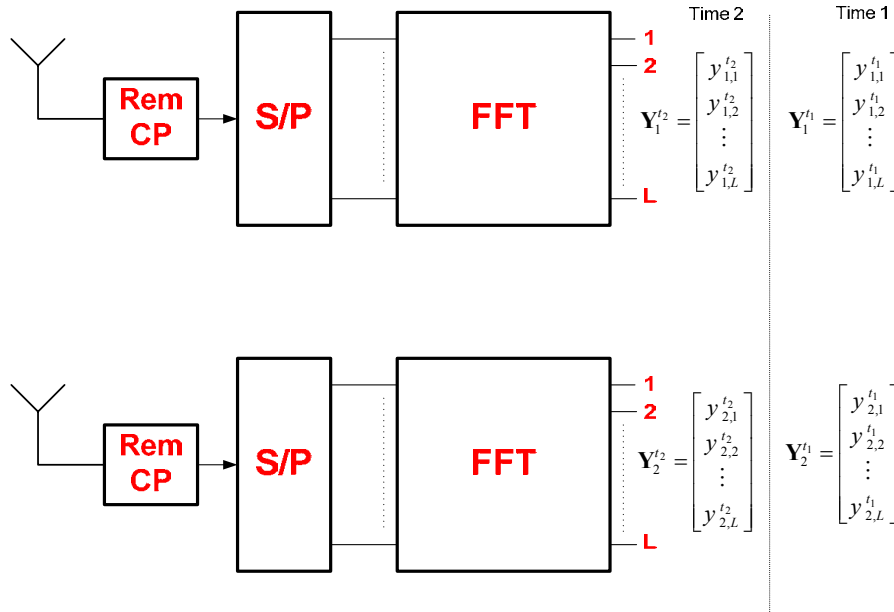 Time 2 Time 1
Rem
CP
S/P
FFT
1
2
L
Y_1^{t_2} = [y_{1,1}^{t_2} y_{1,2}^{t_2} ⋮ y_{1,L}^{t_2}]
Y_1^{t_1} = [y_{1,1}^{t_1} y_{1,2}^{t_1} ⋮ y_{1,L}^{t_1}]
Rem
CP
S/P
FFT
1
2
L
Y_2^{t_2} = [y_{2,1}^{t_2} y_{2,2}^{t_2} ⋮ y_{2,L}^{t_2}]
Y_2^{t_1} = [y_{2,1}^{t_1} y_{2,2}^{t_1} ⋮ y_{2,L}^{t_1}]